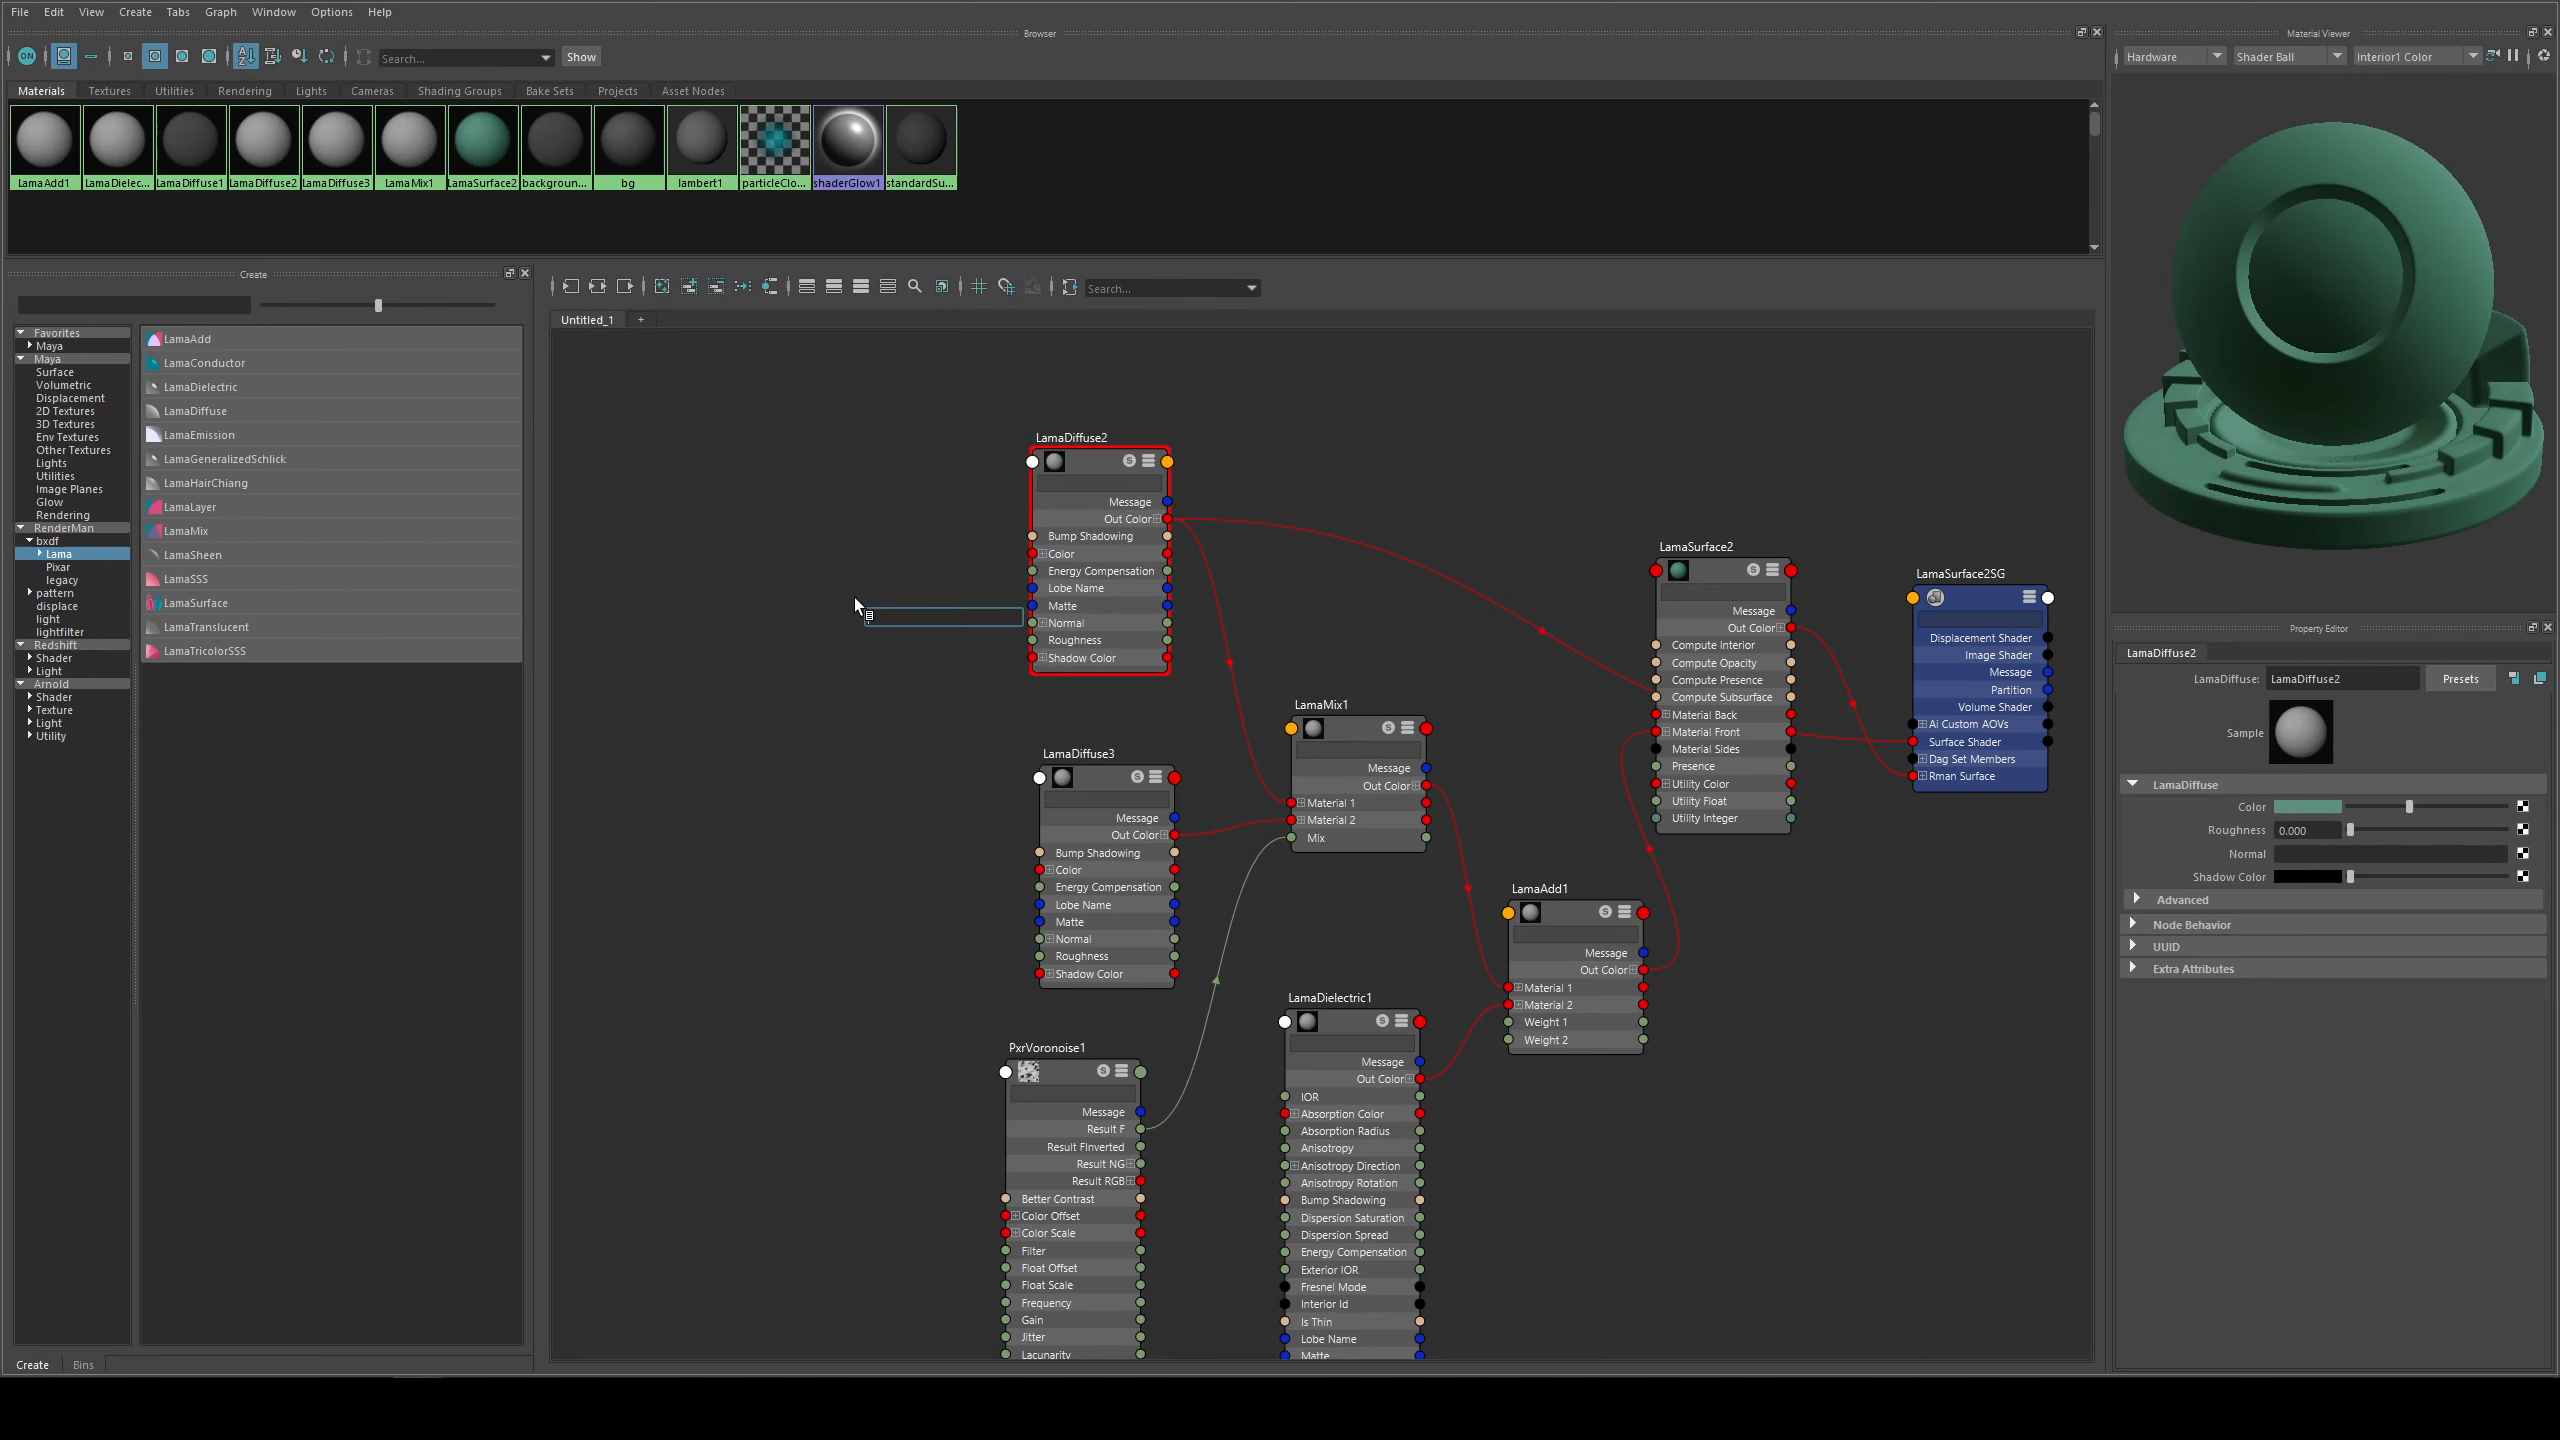 File Edit View Create Tabs Graph Window Options Help
Browser
ON Search... Show
Materials Textures Utilities Rendering Lights Cameras Shading Groups Bake Sets Projects Asset Nodes
LamaAdd1 LamaDielec... LamaDiffuse1 LamaDiffuse2 LamaDiffuse3 LamaMix1 LamaSurface2 backgroun... bg lambert1 particleClo... shaderGlow1 standardSu...
Create
Favorites
Maya
Maya
Surface
Volumetric
Displacement
2D Textures
3D Textures
Env Textures
Other Textures
Lights
Utilities
Image Planes
Glow
Rendering
RenderMan
bxdf
Lama
Pixar
legacy
pattern
displace
light
lightfilter
Redshift
Shader
Light
Arnold
Shader
Texture
Light
Utility
LamaAdd
LamaConductor
LamaDielectric
LamaDiffuse
LamaEmission
LamaGeneralizedSchlick
LamaHairChiang
LamaLayer
LamaMix
LamaSheen
LamaSSS
LamaSurface
LamaTranslucent
LamaTricolorSSS
Create Bins
Search...
Untitled_1 +
LamaDiffuse2
S
Message
Out Color
Bump Shadowing
Color
Energy Compensation
Lobe Name
Matte
Normal
Roughness
Shadow Color
LamaDiffuse3
S
Message
Out Color
Bump Shadowing
Color
Energy Compensation
Lobe Name
Matte
Normal
Roughness
Shadow Color
PxrVoronoise1
S
Message
Result F
Result FInverted
Result NG
Result RGB
Better Contrast
Color Offset
Color Scale
Filter
Float Offset
Float Scale
Frequency
Gain
Jitter
Lacunarity
LamaMix1
S
Message
Out Color
Material 1
Material 2
Mix
LamaDielectric1
S
Message
Out Color
IOR
Absorption Color
Absorption Radius
Anisotropy
Anisotropy Direction
Anisotropy Rotation
Bump Shadowing
Dispersion Saturation
Dispersion Spread
Energy Compensation
Exterior IOR
Fresnel Mode
Interior Id
Is Thin
Lobe Name
Matte
LamaAdd1
S
Message
Out Color
Material 1
Material 2
Weight 1
Weight 2
LamaSurface2
S
Message
Out Color
Compute Interior
Compute Opacity
Compute Presence
Compute Subsurface
Material Back
Material Front
Material Sides
Presence
Utility Color
Utility Float
Utility Integer
LamaSurface2SG
Displacement Shader
Image Shader
Message
Partition
Volume Shader
Ai Custom AOVs
Surface Shader
Dag Set Members
Rman Surface
Material Viewer
Hardware Shader Ball Interior1 Color
Property Editor
LamaDiffuse2
LamaDiffuse: LamaDiffuse2 Presets
Sample
LamaDiffuse
Color
Roughness 0.000
Normal
Shadow Color
Advanced
Node Behavior
UUID
Extra Attributes